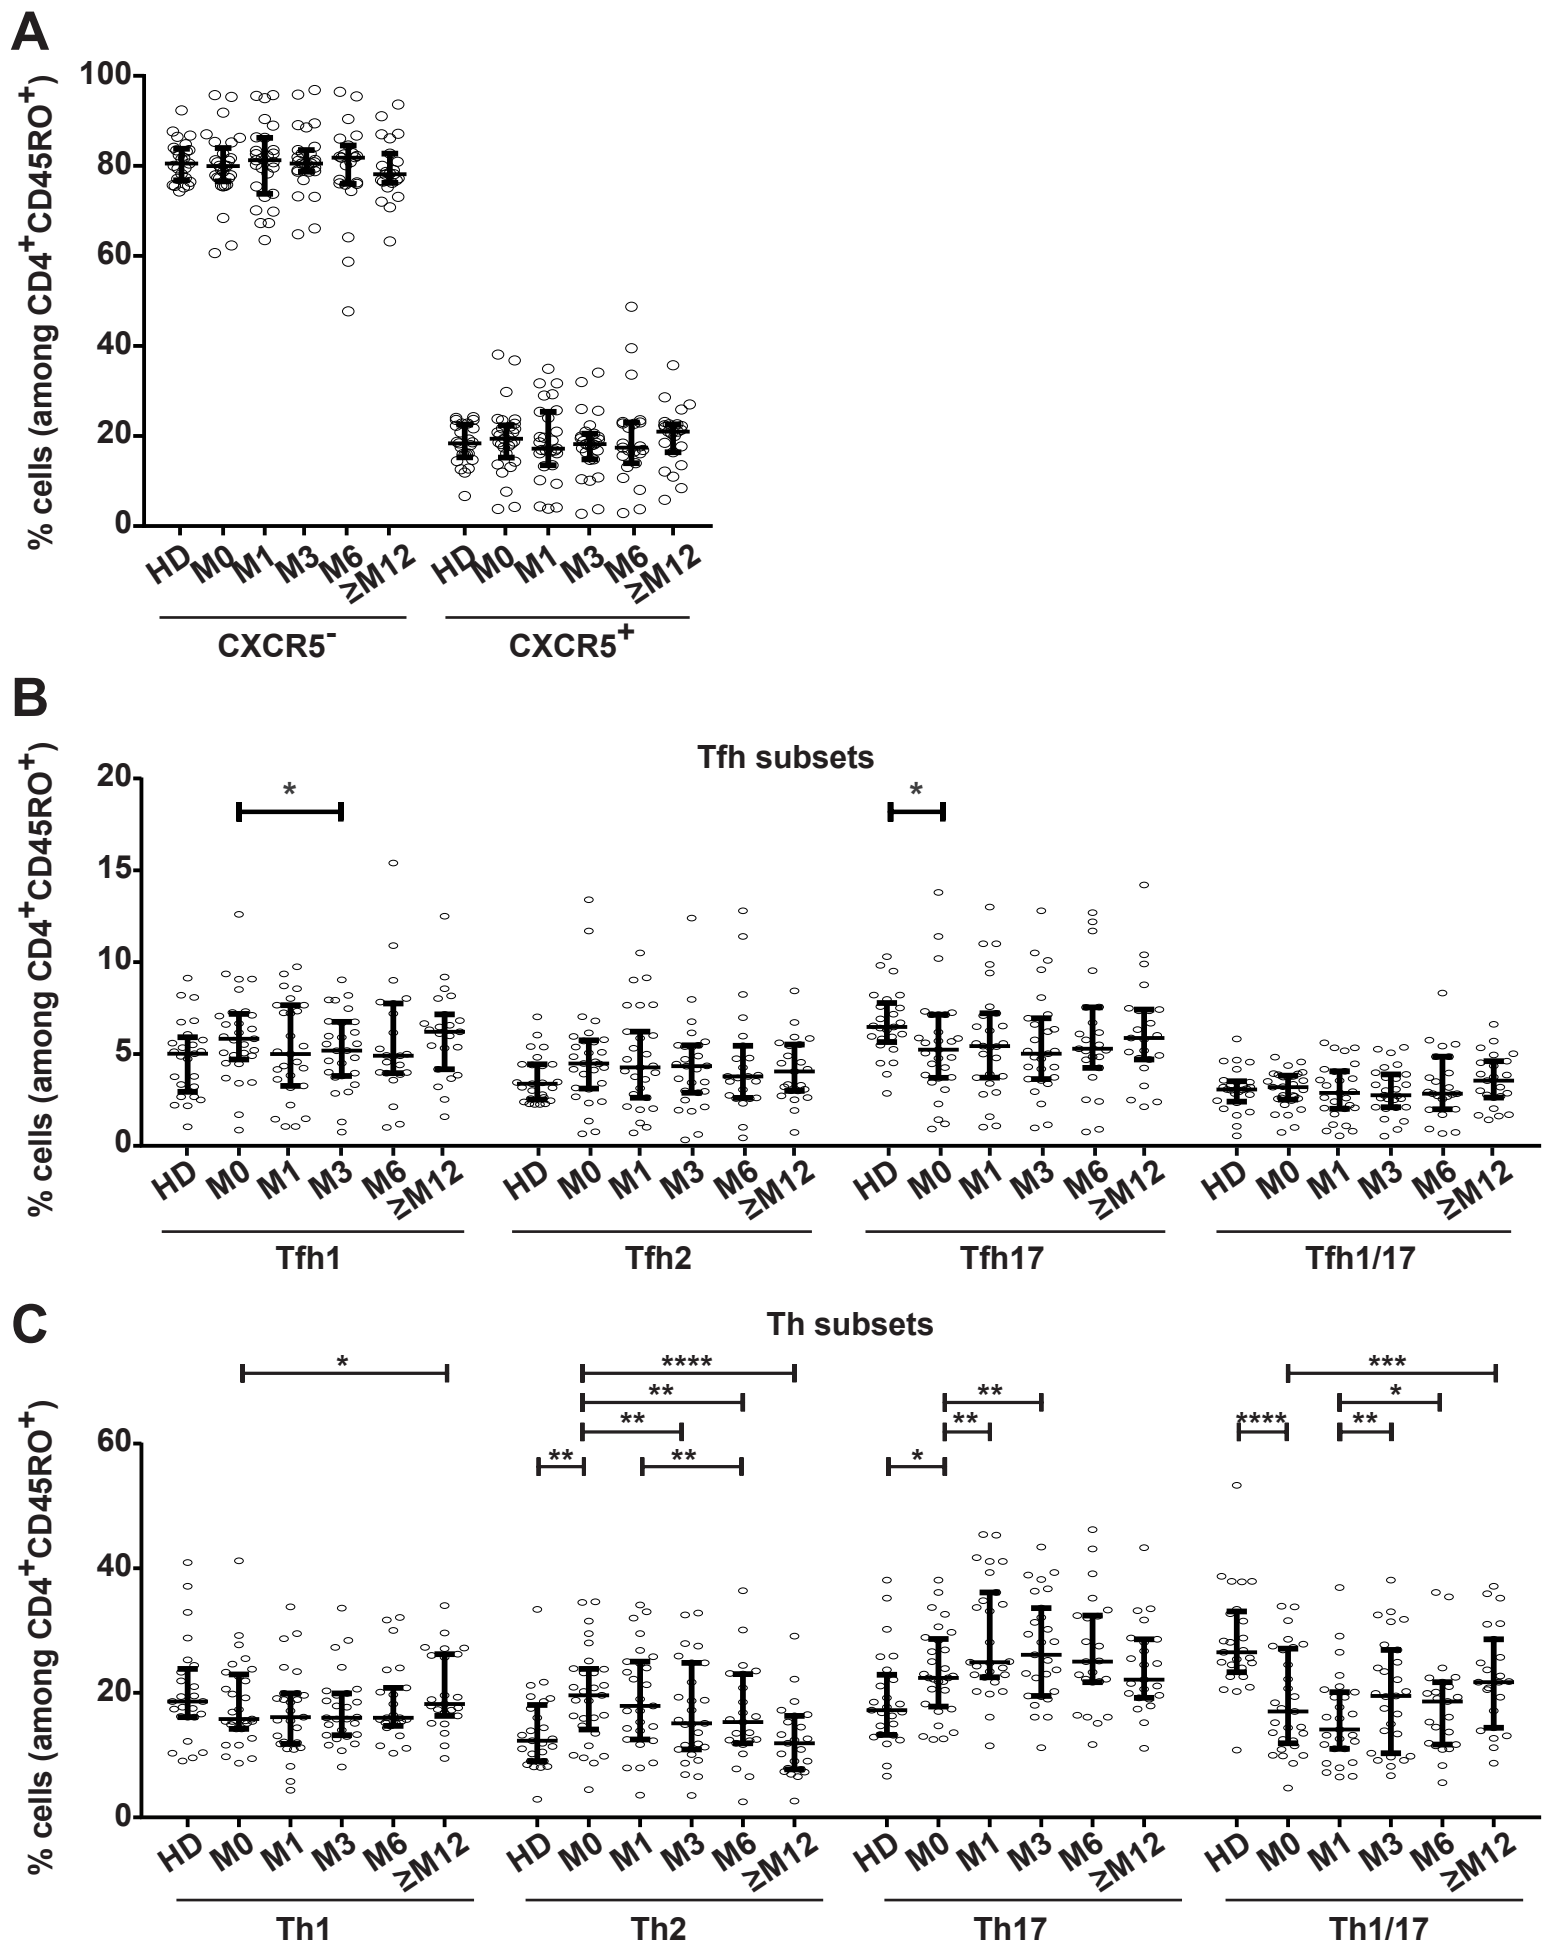 A
% cells (among CD4+CD45RO+)
100
80
60
40
20
0
HD M0 M1 M3 M6 ≥M12 HD M0 M1 M3 M6 ≥M12
CXCR5- CXCR5+
B
Tfh subsets
% cells (among CD4+CD45RO+)
20
* *
15
10
5
0
HD M0 M1 M3 M6 ≥M12 HD M0 M1 M3 M6 ≥M12 HD M0 M1 M3 M6 ≥M12 HD M0 M1 M3 M6 ≥M12
Tfh1 Tfh2 Tfh17 Tfh1/17
C
Th subsets
% cells (among CD4+CD45RO+)
* **** ***
** ** *
** ** **** **
60
** ** *
40
20
0
HD M0 M1 M3 M6 ≥M12 HD M0 M1 M3 M6 ≥M12 HD M0 M1 M3 M6 ≥M12 HD M0 M1 M3 M6 ≥M12
Th1 Th2 Th17 Th1/17